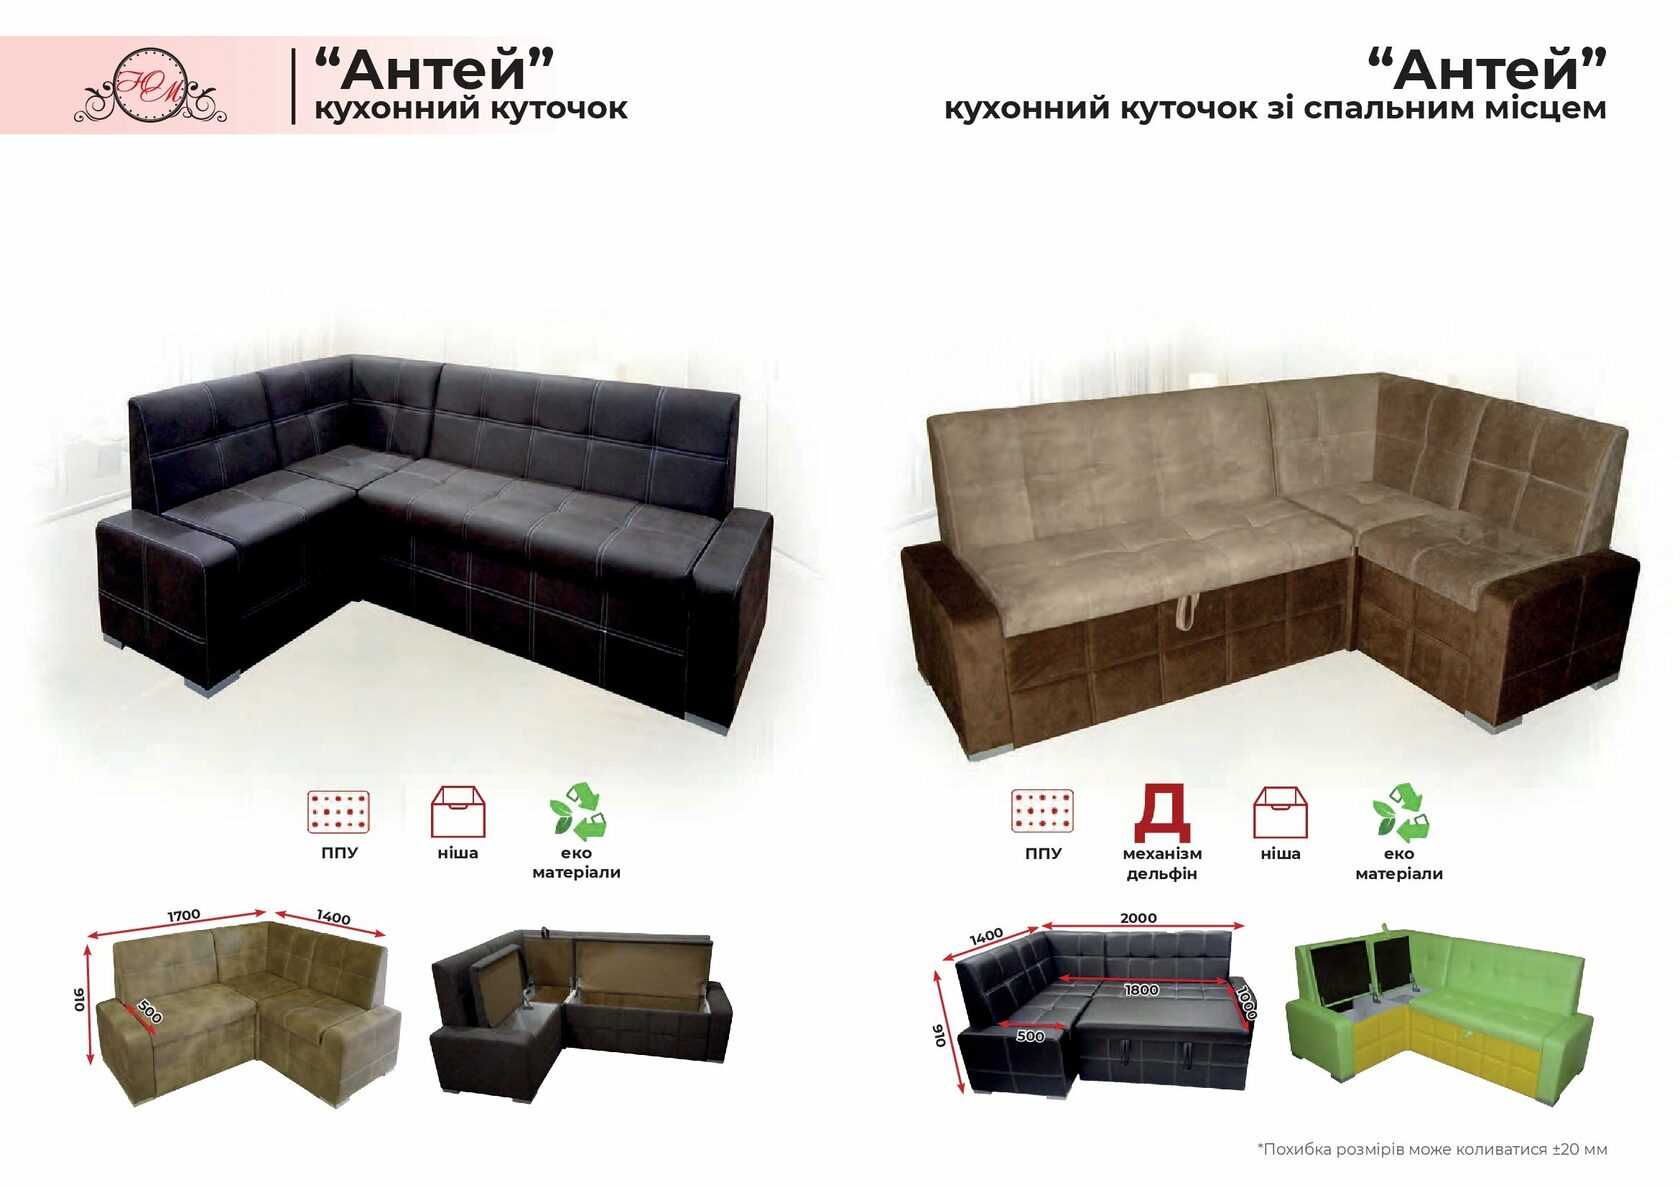 ЮМ
“Антей”
кухонний куточок
“Антей”
кухонний куточок зі спальним місцем
ППУ
ніша
еко
матеріали
ППУ
Д
механізм
дельфін
ніша
еко
матеріали
1700
1400
910
500
1400
2000
910
1800
1000
500
*Похибка розмірів може коливатися ±20 мм